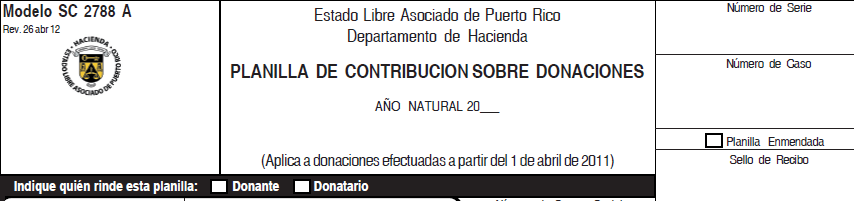 Modelo SC 2788 A
Rev. 26 abr 12
HACIENDA
ESTADO LIBRE ASOCIADO DE PUERTO RICO
Estado Libre Asociado de Puerto Rico
Departamento de Hacienda
PLANILLA DE CONTRIBUCION SOBRE DONACIONES
AÑO NATURAL 20___
(Aplica a donaciones efectuadas a partir del 1 de abril de 2011)
Número de Serie
Número de Caso
Planilla Enmendada
Sello de Recibo
Indique quién rinde esta planilla: Donante Donatario